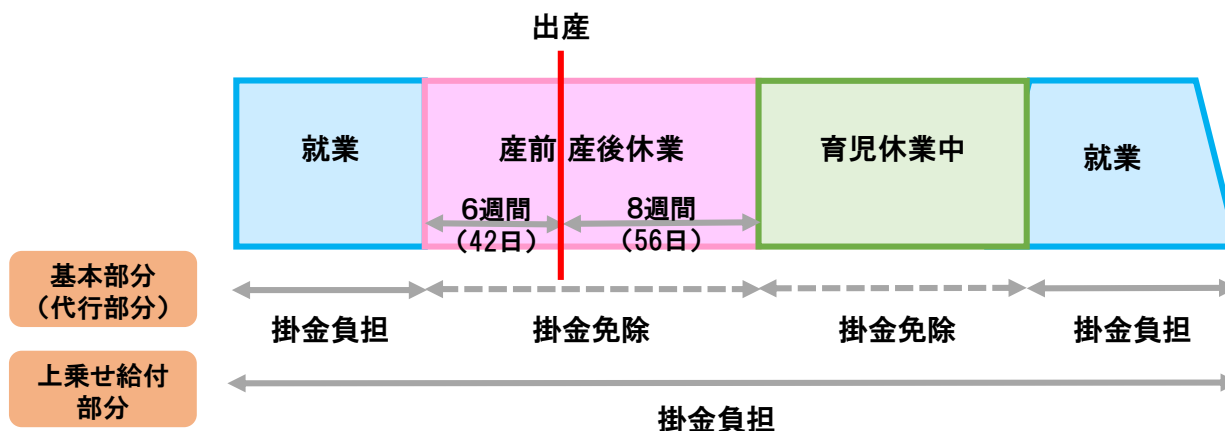 出産
就業
産前 産後休業
育児休業中
就業
6週間
(42日)
8週間
(56日)
基本部分
(代行部分)
掛金負担
掛金免除
掛金免除
掛金負担
上乗せ給付
部分
掛金負担